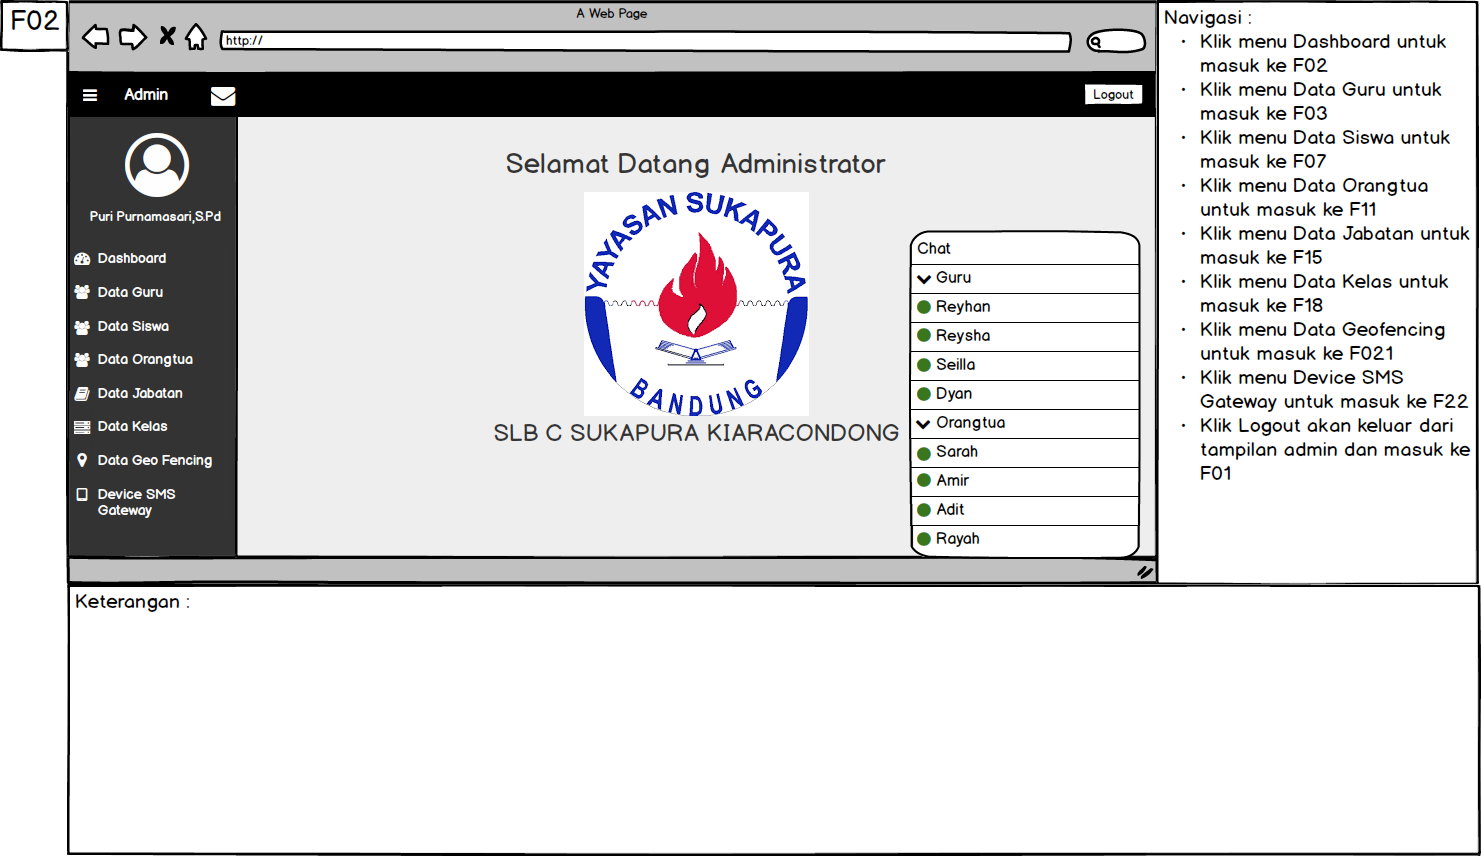 F02
A Web Page
http://
Admin
Logout
Puri Purnamasari,S.Pd
Dashboard
Data Guru
Data Siswa
Data Orangtua
Data Jabatan
Data Kelas
Data Geo Fencing
Device SMS
Gateway
Selamat Datang Administrator
YAYASAN SUKAPURA
BANDUNG
SLB C SUKAPURA KIARACONDONG
Chat
Guru
Reyhan
Reysha
Seilla
Dyan
Orangtua
Sarah
Amir
Adit
Rayah
Navigasi :
• Klik menu Dashboard untuk
masuk ke F02
• Klik menu Data Guru untuk
masuk ke F03
• Klik menu Data Siswa untuk
masuk ke F07
• Klik menu Data Orangtua
untuk masuk ke F11
• Klik menu Data Jabatan untuk
masuk ke F15
• Klik menu Data Kelas untuk
masuk ke F18
• Klik menu Data Geofencing
untuk masuk ke F021
• Klik menu Device SMS
Gateway untuk masuk ke F22
• Klik Logout akan keluar dari
tampilan admin dan masuk ke
F01
Keterangan :